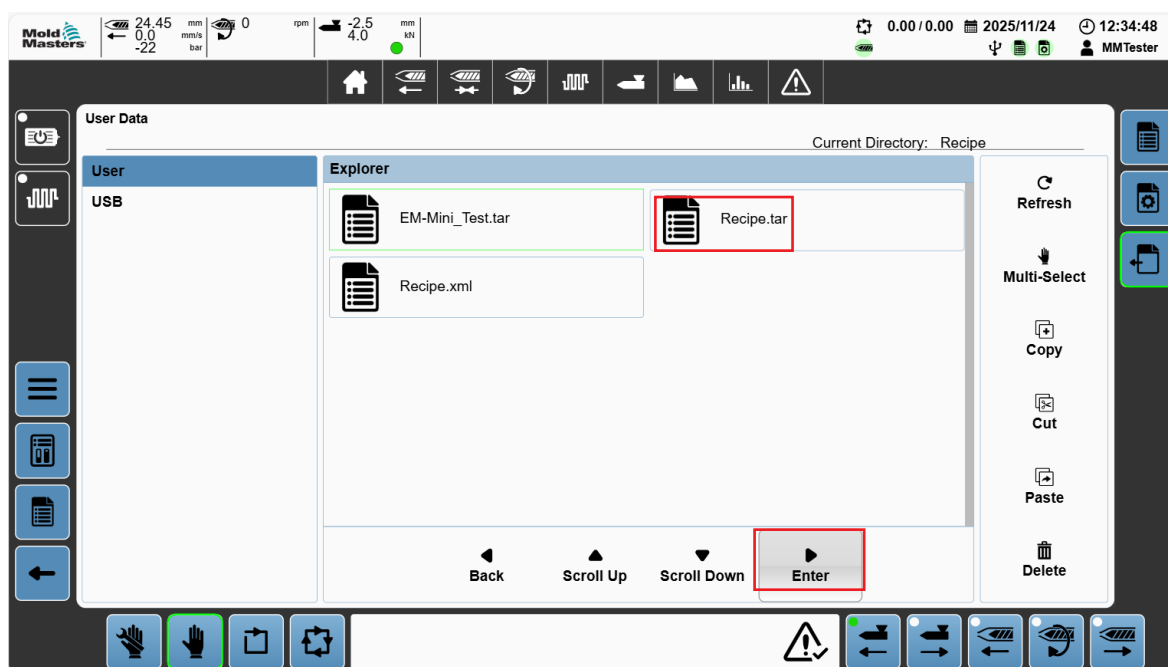 Mold Masters
24.45 mm
0.0 mm/s
-22 bar
0 rpm
-2.5 mm
4.0 kN
0.00 / 0.00
2025/11/24
12:34:48
MMTester
User Data
Current Directory: Recipe
User
USB
Explorer
EM-Mini_Test.tar
Recipe.tar
Recipe.xml
Back
Scroll Up
Scroll Down
Enter
Refresh
Multi-Select
Copy
Cut
Paste
Delete